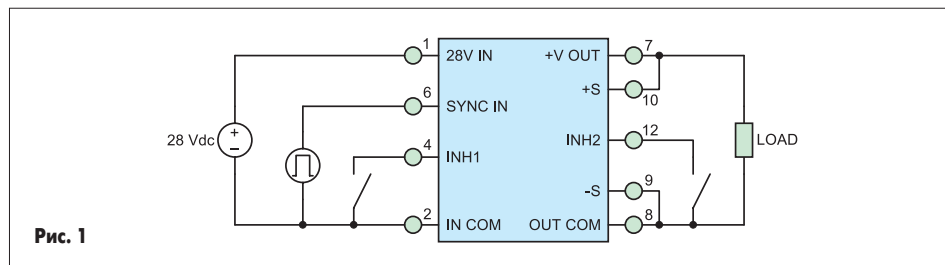 1 28V IN +V OUT 7
+S 10
6 SYNC IN
28 Vdc + − 4 INH1 INH2 12 LOAD
-S 9
2 IN COM OUT COM 8
Рис. 1